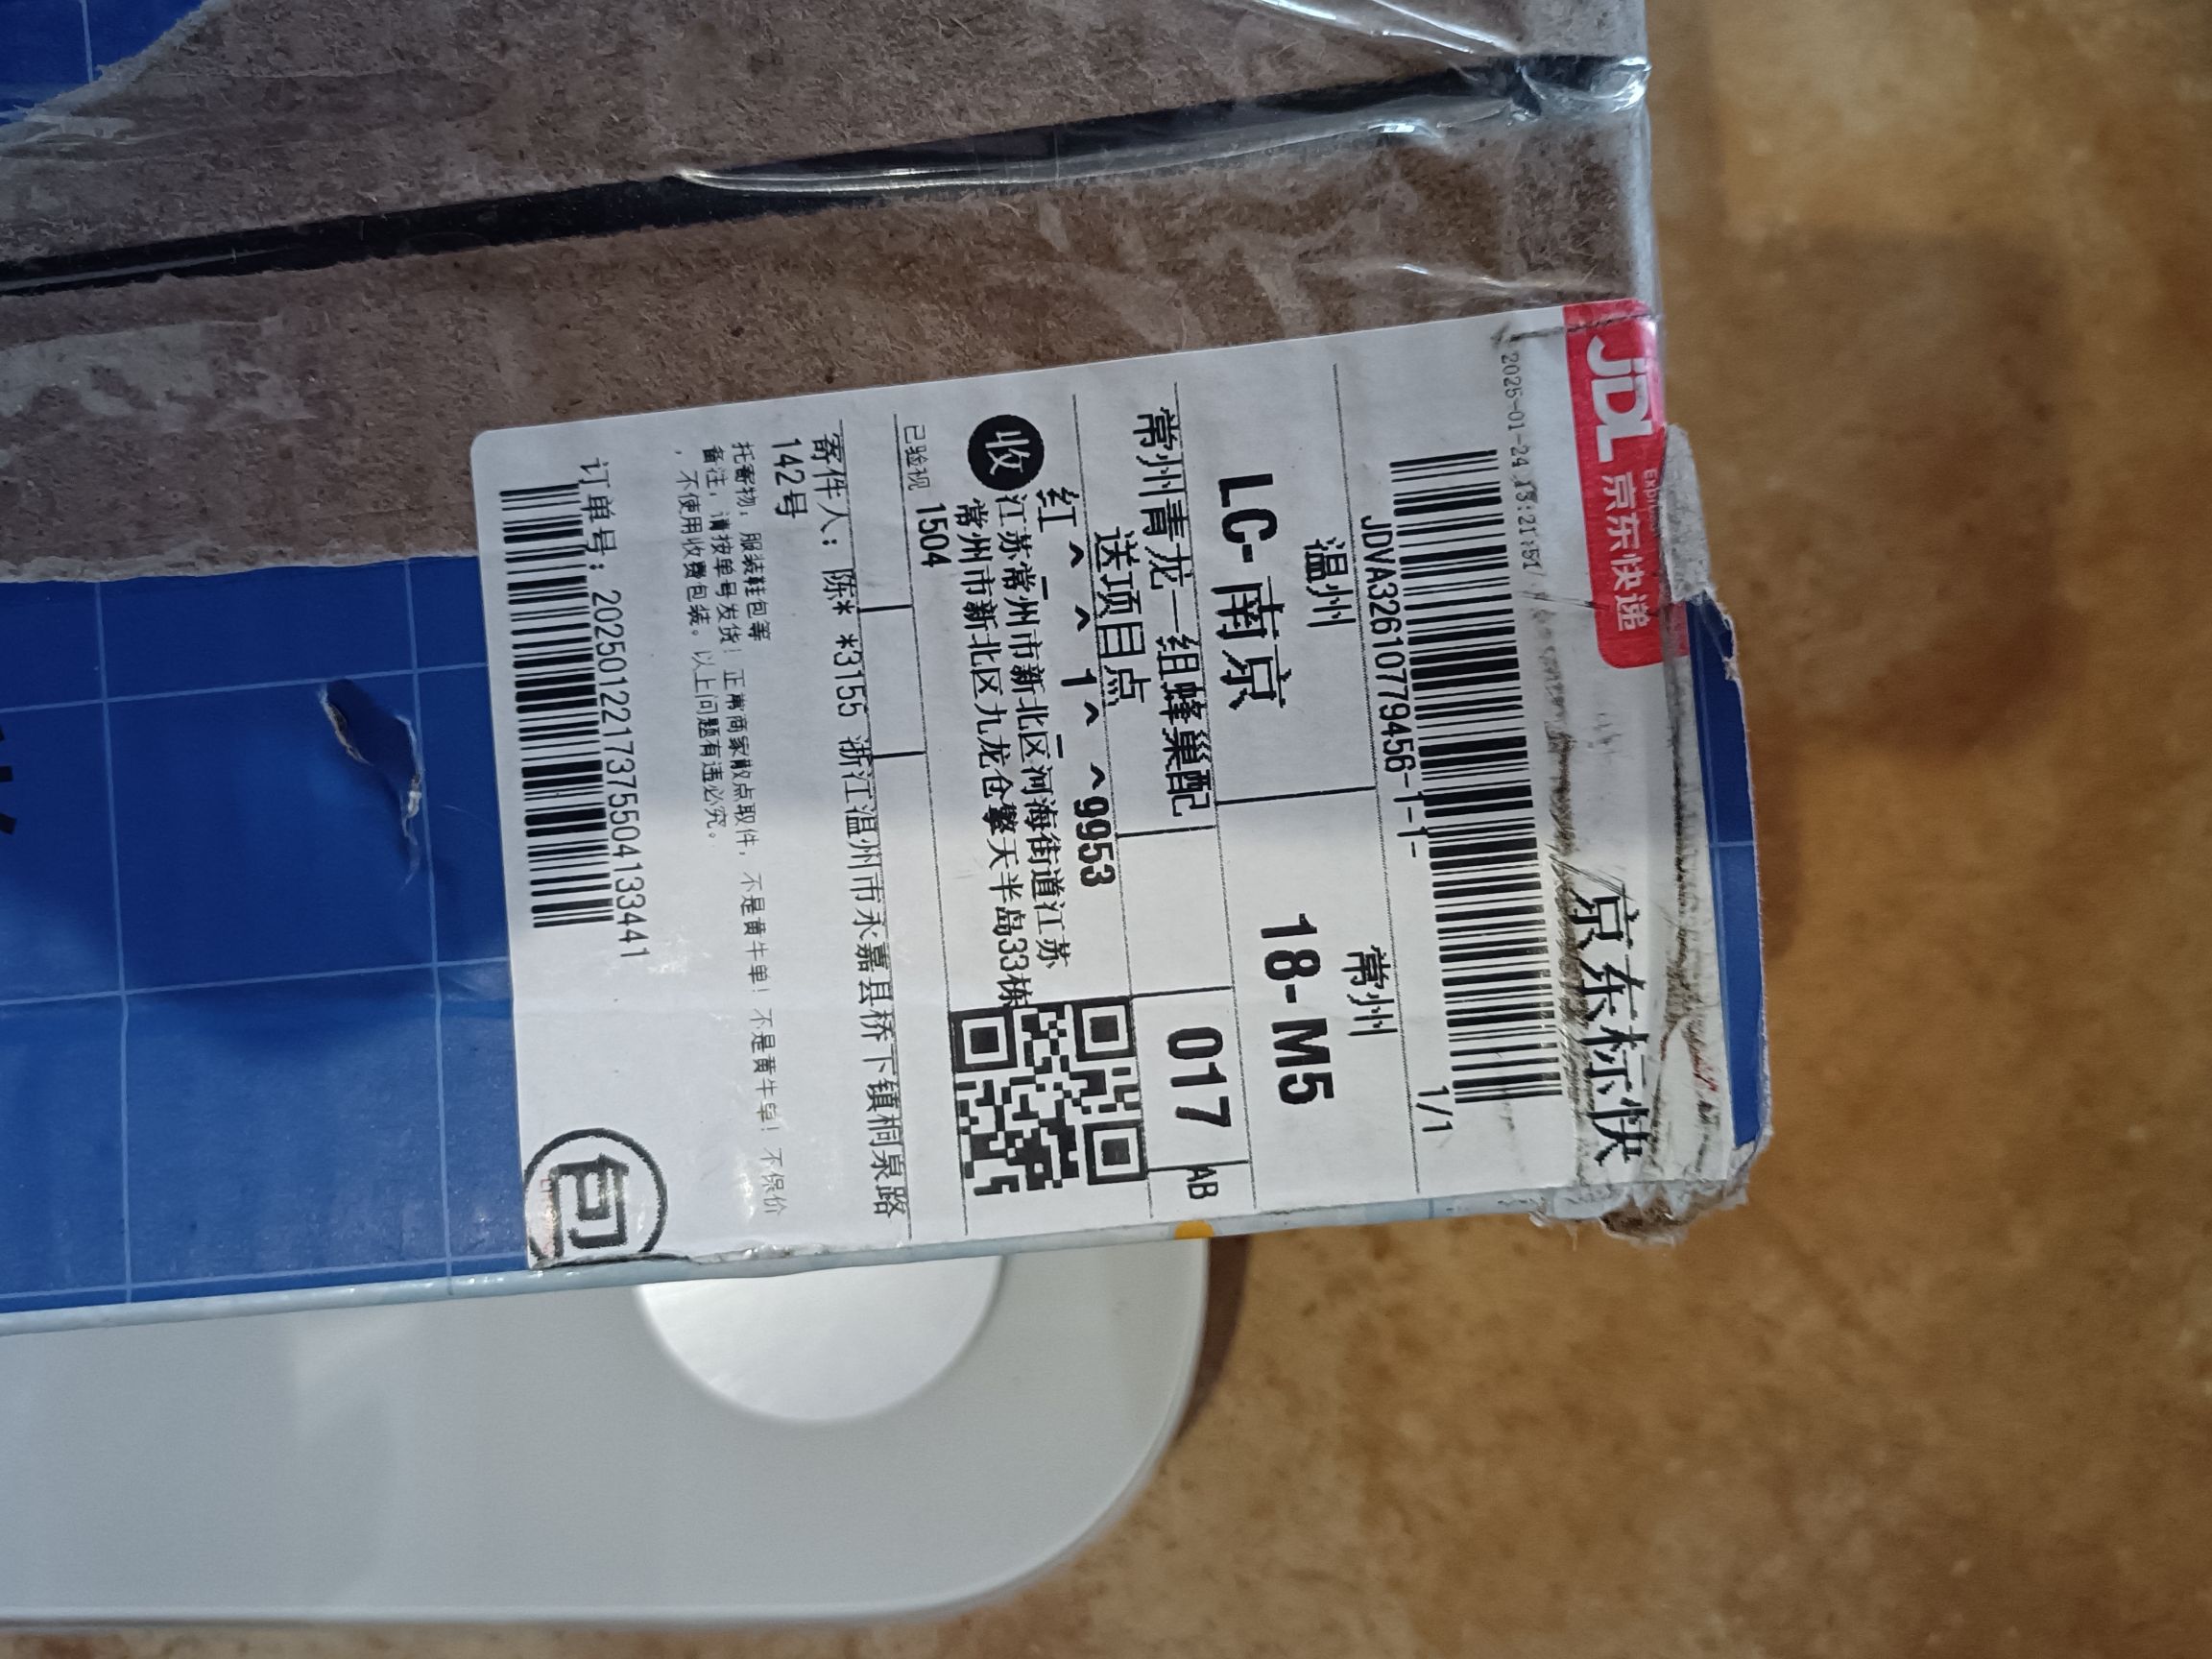 JDL 京东快递
京东标快
2025-01-24 13:21:51
JDVA32610779456-1-1-
1/1
温州
常州
LC-南京
18-M5
常州青龙一组蜂巢配
送项目点
017
AB
红^_^1^_^9953
收
江苏常州市新北区河海街道江苏
常州市新北区九龙仓擎天半岛33栋
1504
已验视
寄件人：陈* *3155 浙江温州市永嘉县桥下镇桐泉路
142号
托寄物：服装鞋包等
备注：请按单号发货！正常商家散点取件，不是黄牛单！不是黄牛单！不保价
，不使用收费包装。以上问题有违必究。
订单号：2025012217375504133441
包